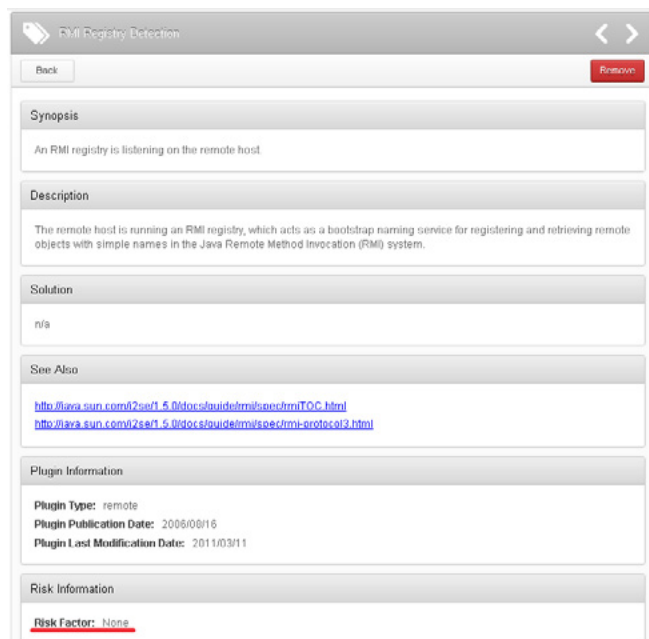 RMI Registry Detection
Back
Remove
Synopsis
An RMI registry is listening on the remote host.
Description
The remote host is running an RMI registry, which acts as a bootstrap naming service for registering and retrieving remote
objects with simple names in the Java Remote Method Invocation (RMI) system.
Solution
n/a
See Also
http://java.sun.com/j2se/1.5.0/docs/guide/rmi/spec/rmiTOC.html
http://java.sun.com/j2se/1.5.0/docs/guide/rmi/spec/rmi-protocol3.html
Plugin Information
Plugin Type: remote
Plugin Publication Date: 2006/08/16
Plugin Last Modification Date: 2011/03/11
Risk Information
Risk Factor: None